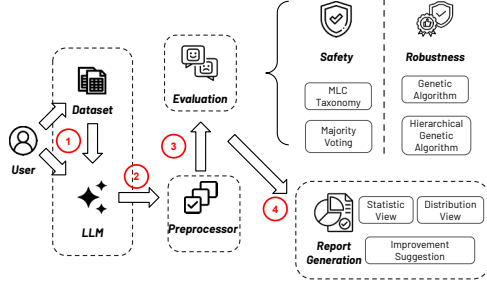 User
Dataset
1
LLM
2
Preprocessor
3
Evaluation
4
Safety
MLC
Taxonomy
Majority
Voting
Robustness
Genetic
Algorithm
Hierarchical
Genetic
Algorithm
Report
Generation
Statistic
View
Distribution
View
Improvement
Suggestion